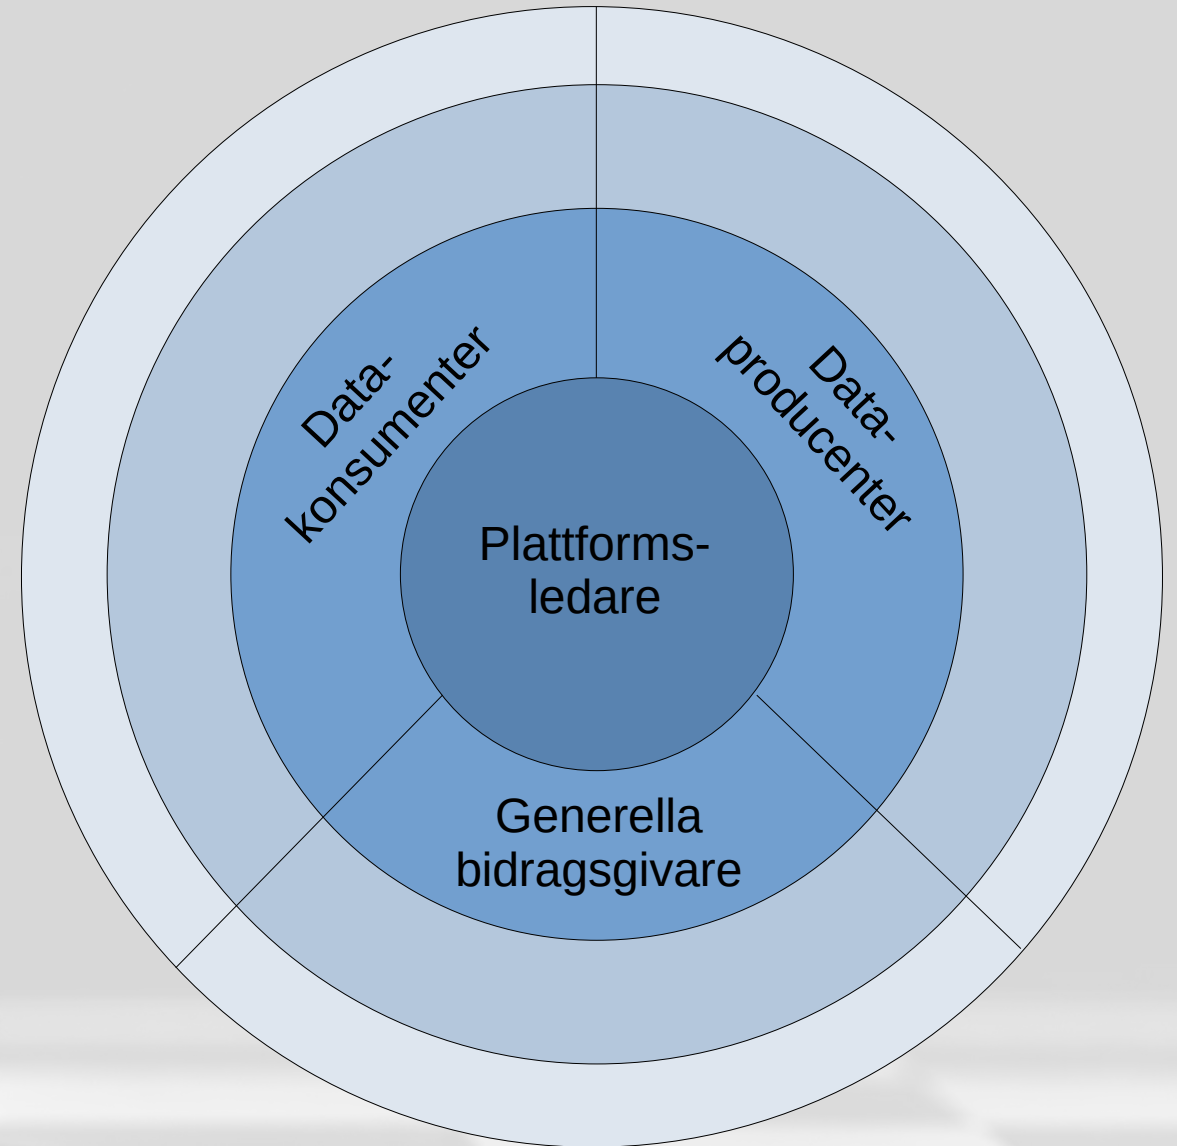 Data-
konsumenter
Data-
producenter
Plattforms-
ledare
Generella
bidragsgivare